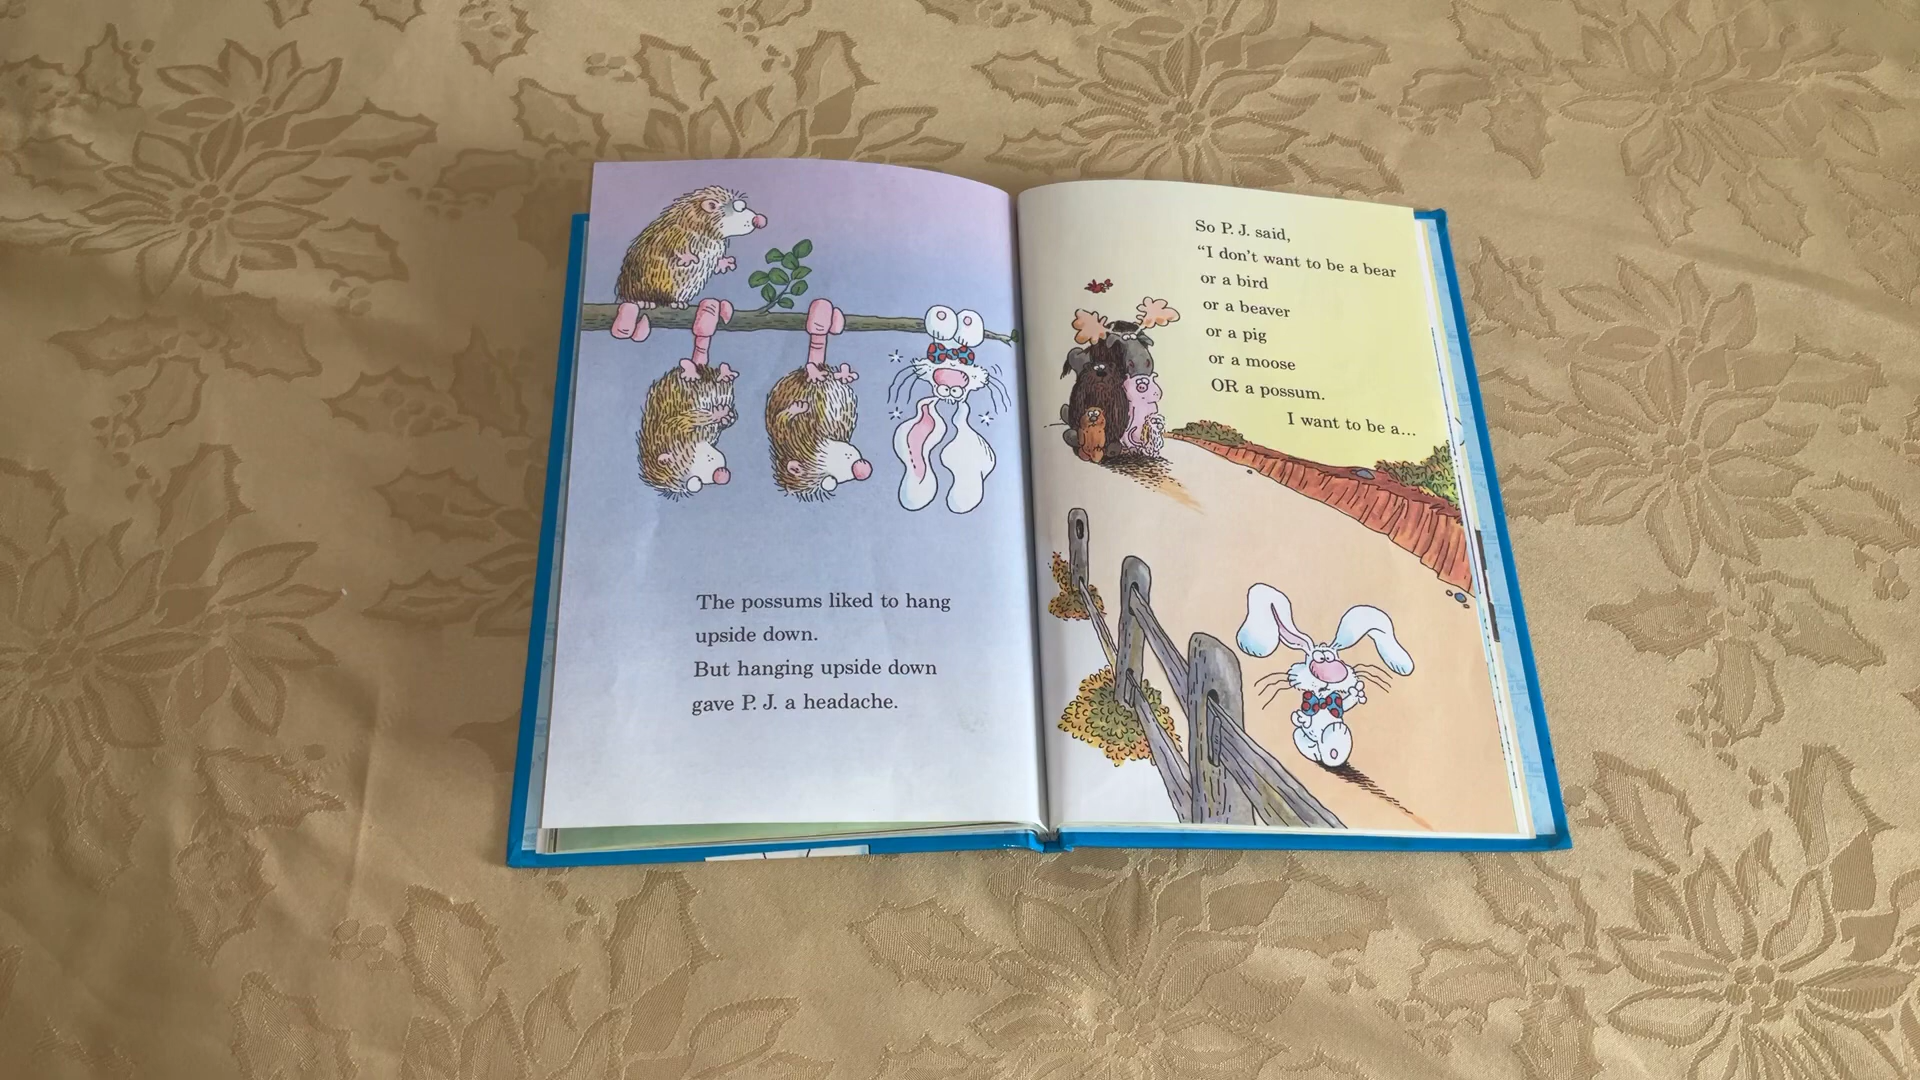 The possums liked to hang
upside down.
But hanging upside down
gave P. J. a headache.
So P. J. said,
“I don’t want to be a bear
or a bird
or a beaver
or a pig
or a moose
OR a possum.
I want to be a...